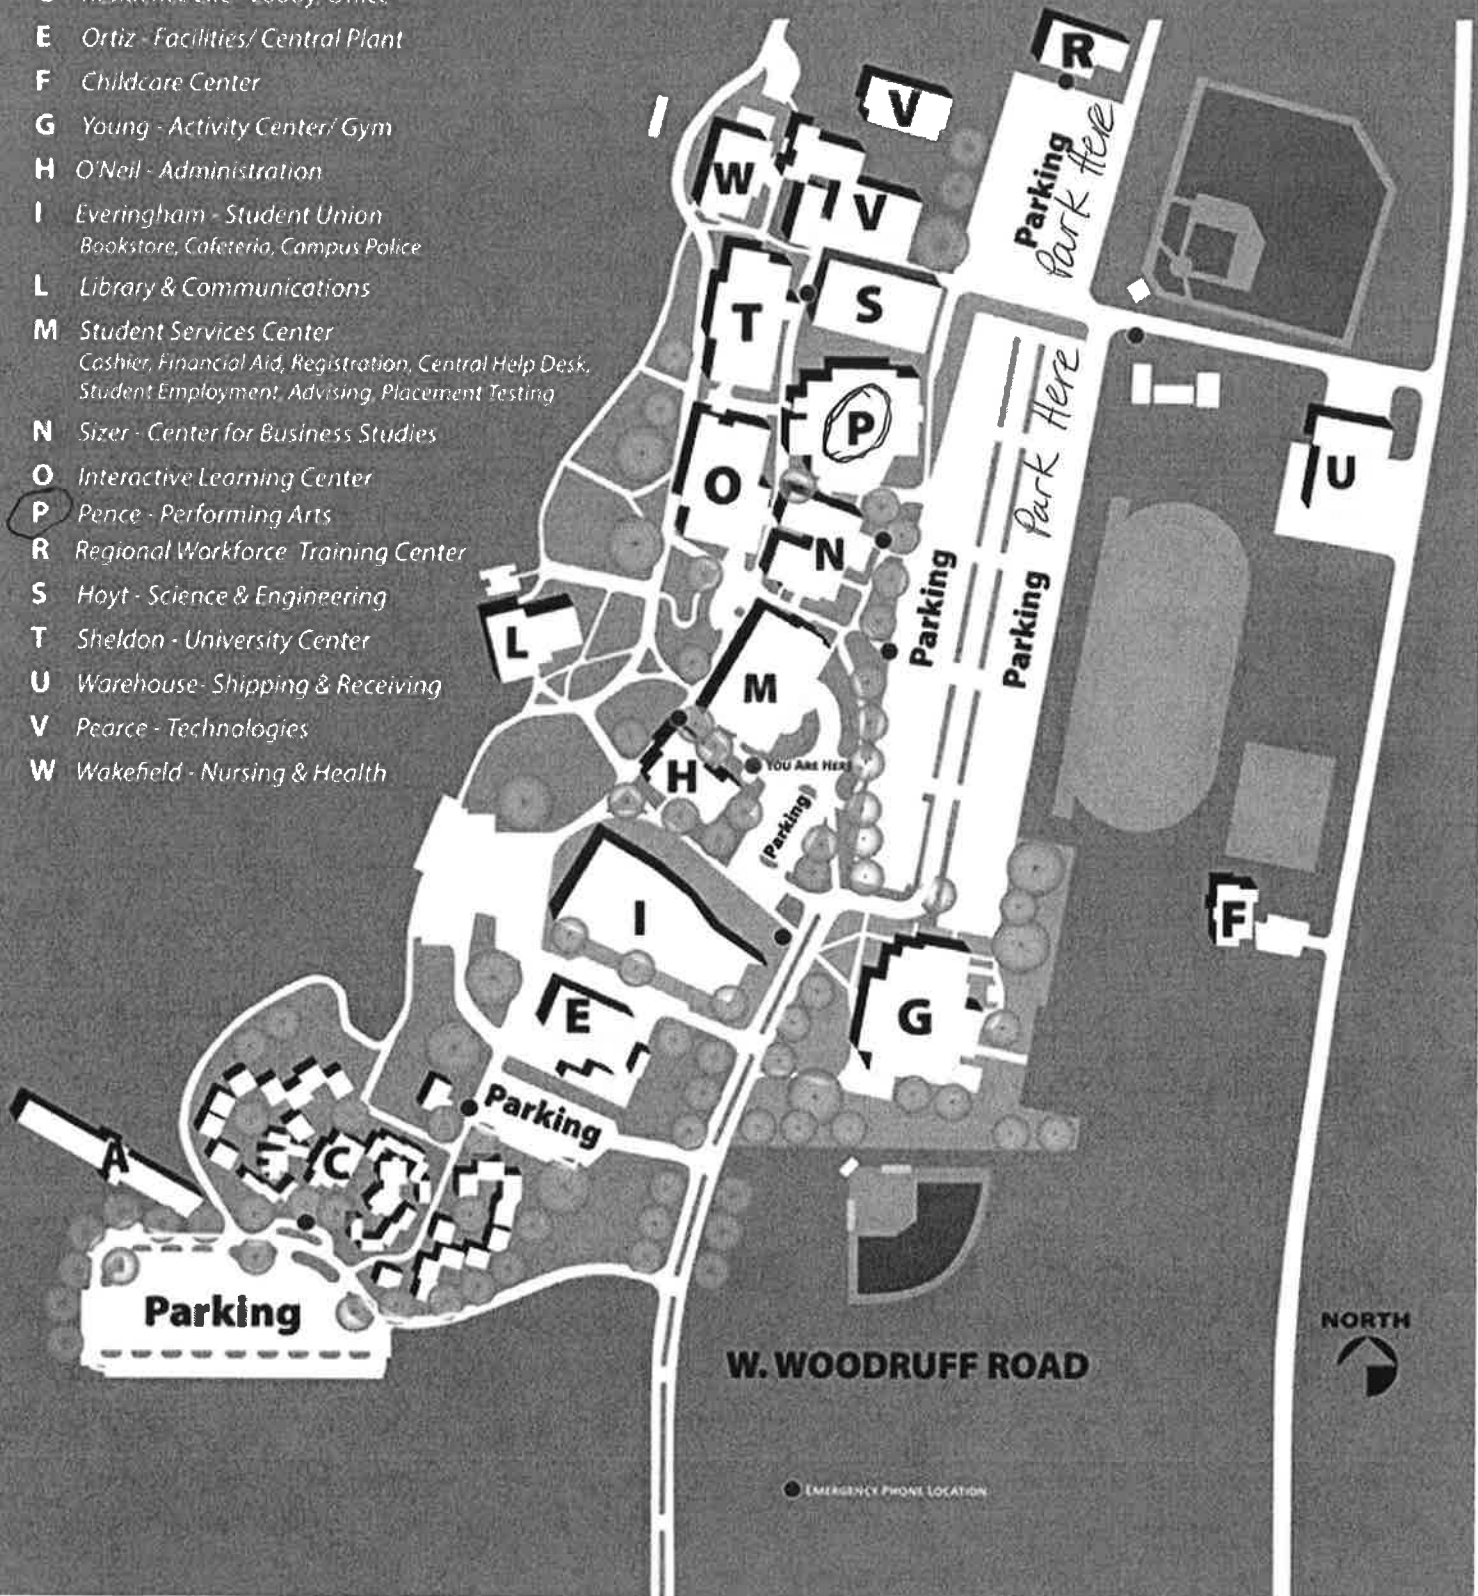 E Ortiz - Facilities/ Central Plant
F Childcare Center
G Young - Activity Center/ Gym
H O'Neil - Administration
I Everingham - Student Union
Bookstore, Cafeteria, Campus Police
L Library & Communications
M Student Services Center
Cashier, Financial Aid, Registration, Central Help Desk,
Student Employment, Advising, Placement Testing
N Sizer - Center for Business Studies
O Interactive Learning Center
P Pence - Performing Arts
R Regional Workforce Training Center
S Hoyt - Science & Engineering
T Sheldon - University Center
U Warehouse- Shipping & Receiving
V Pearce - Technologies
W Wakefield - Nursing & Health
R
V
Parking
Park Here
W
V
T
S
Park Here
P
U
O
N
Parking
Parking
L
M
H
YOU ARE HERE
Parking
I
F
E
G
Parking
A
C
Parking
NORTH
W. WOODRUFF ROAD
EMERGENCY PHONE LOCATION